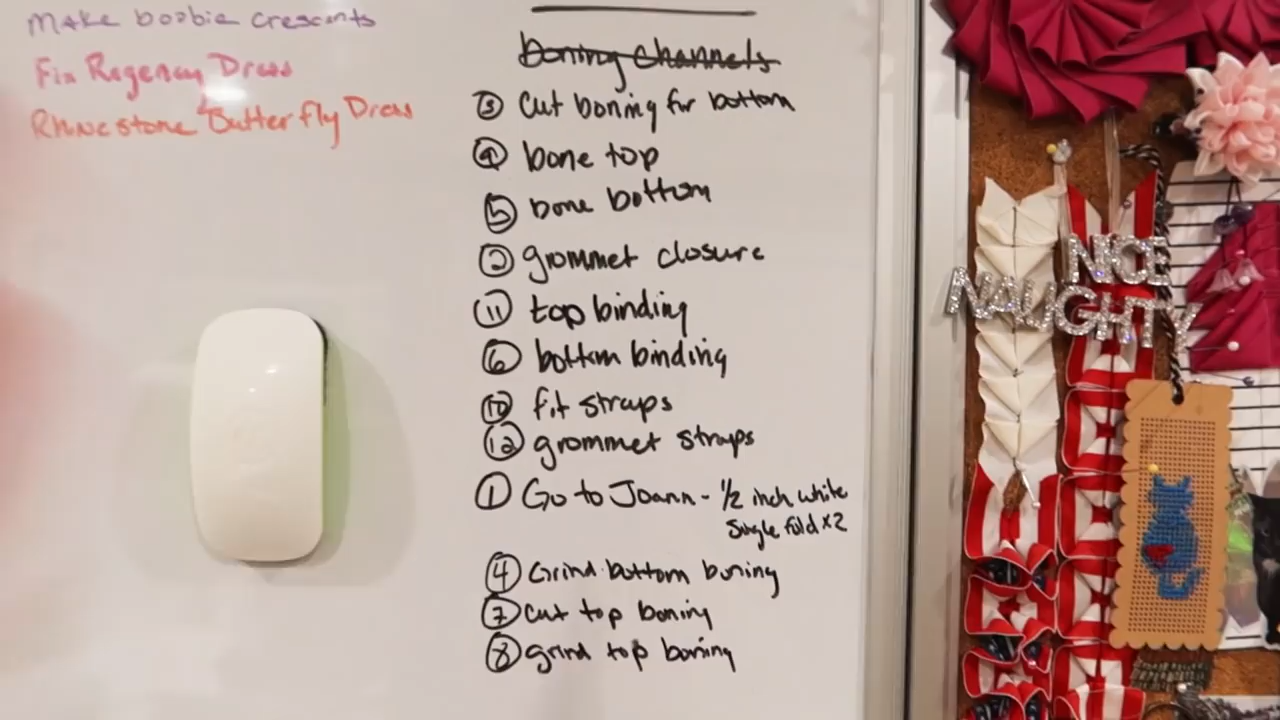 Make boobie crescents
Fix Regency Dress
Rhinestone Butterfly Dress
boning channels
③ Cut boning for bottom
⑨ bone top
⑤ bone bottom
② grommet closure
⑪ top binding
⑥ bottom binding
⑩ fit straps
⑫ grommet straps
① Go to Joann - 1/2 inch white
Single fold x2
④ Grind bottom boning
⑦ Cut top boning
⑧ grind top boning
NICE
NAUGHTY